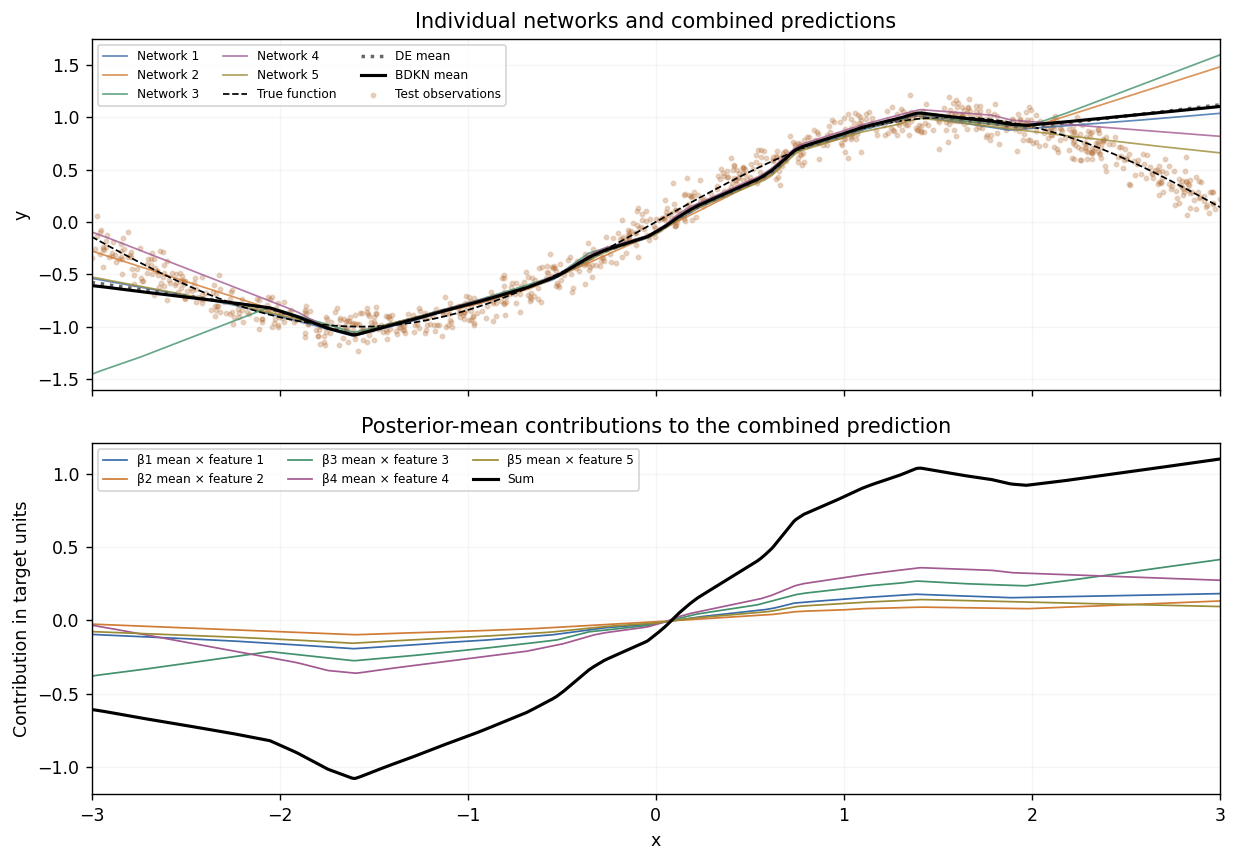 Individual networks and combined predictions
Network 1
Network 2
Network 3
Network 4
Network 5
True function
DE mean
BDKN mean
Test observations
1.5
1.0
0.5
0.0
−0.5
−1.0
−1.5
y
Posterior-mean contributions to the combined prediction
β1 mean × feature 1
β2 mean × feature 2
β3 mean × feature 3
β4 mean × feature 4
β5 mean × feature 5
Sum
1.0
0.5
0.0
−0.5
−1.0
Contribution in target units
−3
−2
−1
0
1
2
3
x